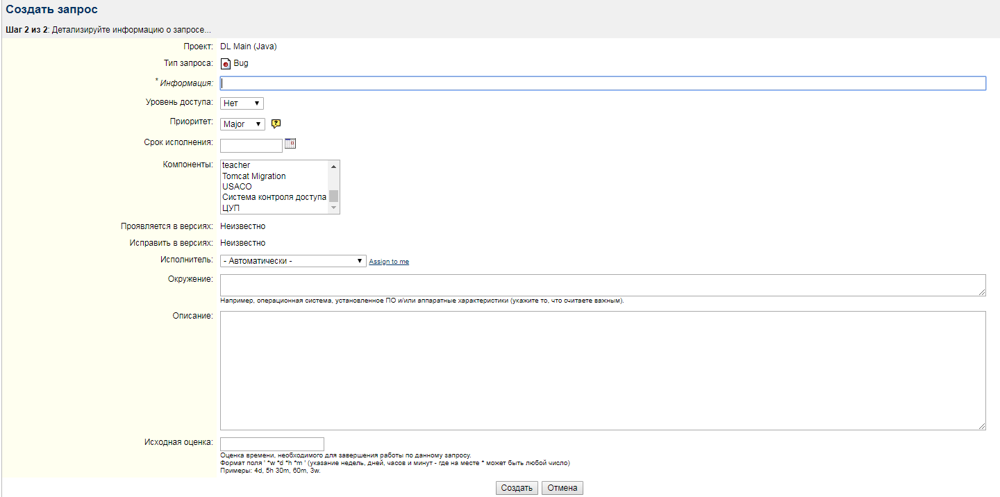 Создать запрос
Шаг 2 из 2: Детализируйте информацию о запросе...
Проект: DL Main (Java)
Тип запроса: Bug
* Информация:
Уровень доступа: Нет
Приоритет: Major ?
Срок исполнения:
Компоненты: teacher
Tomcat Migration
USACO
Система контроля доступа
ЦУП
Проявляется в версиях: Неизвестно
Исправить в версиях: Неизвестно
Исполнитель: - Автоматически - Assign to me
Окружение:
Например, операционная система, установленное ПО и/или аппаратные характеристики (укажите то, что считаете важным).
Описание:
Исходная оценка:
Оценка времени, необходимого для завершения работы по данному запросу.
Формат поля ' *w *d *h *m ' (указание недель, дней, часов и минут - где на месте * может быть любой число)
Примеры: 4d, 5h 30m, 60m, 3w.
Создать Отмена